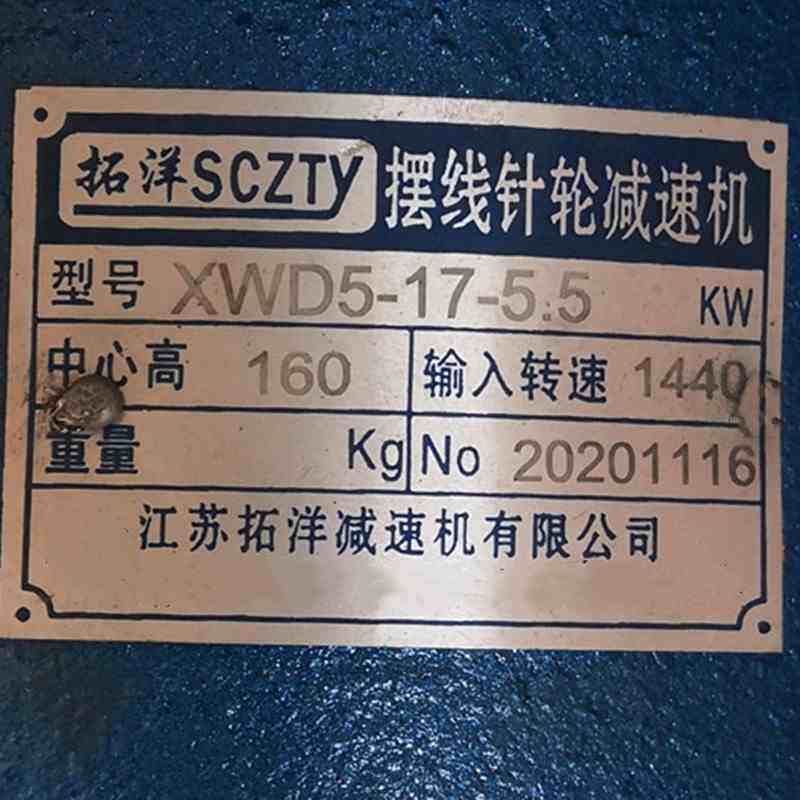 拓洋SCZTY 摆线针轮减速机
型号 XWD5-17-5.5 KW
中心高 160 输入转速 1440
重量 Kg No 20201116
江苏拓洋减速机有限公司